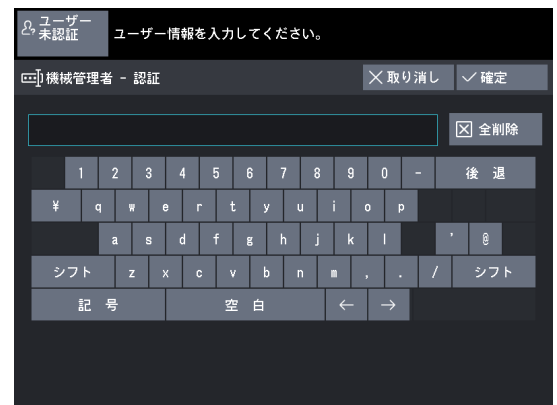 ユーザー
未認証
ユーザー情報を入力してください。
機械管理者 - 認証
取り消し
確定
全削除
1 2 3 4 5 6 7 8 9 0 - 後 退
¥ q w e r t y u i o p
a s d f g h j k l ' @
シフト z x c v b n m , . / シフト
記 号 空 白 ← →